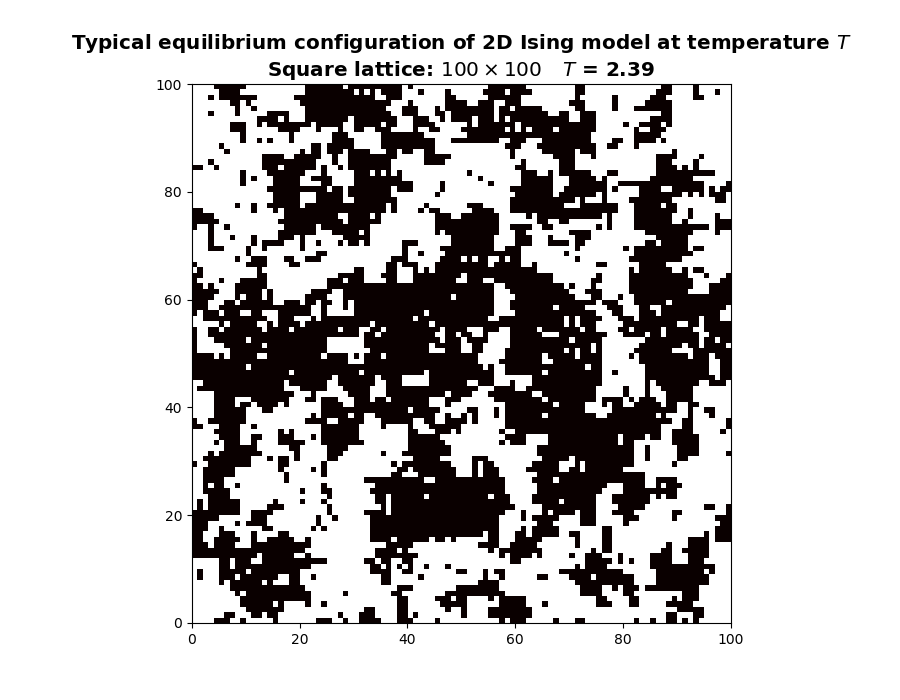 Typical equilibrium configuration of 2D Ising model at temperature T
Square lattice: 100 × 100 T = 2.39
100
80
60
40
20
0
0 20 40 60 80 100